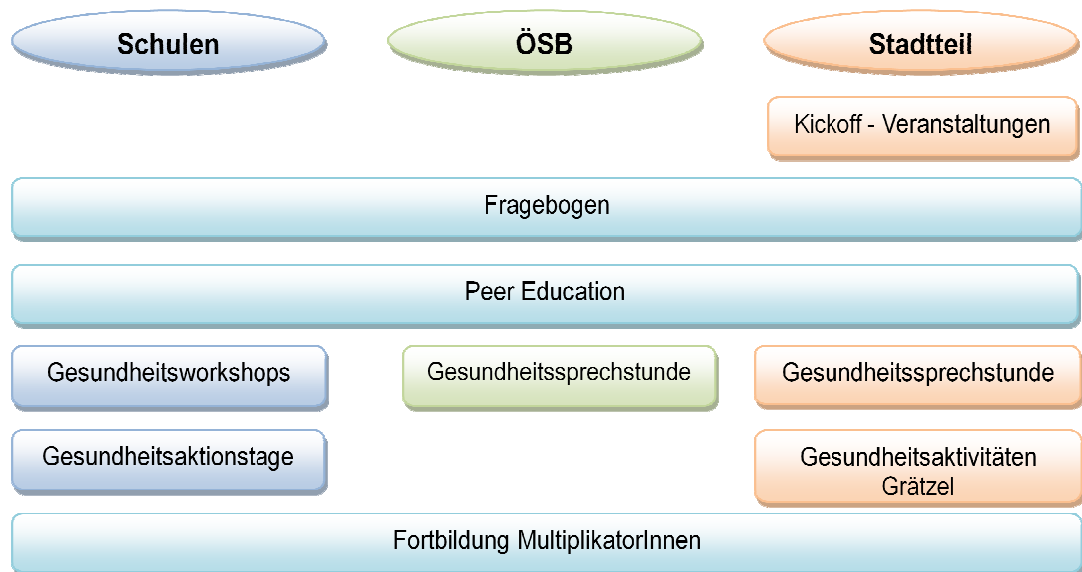 Schulen
ÖSB
Stadtteil
Kickoff - Veranstaltungen
Fragebogen
Peer Education
Gesundheitsworkshops
Gesundheitssprechstunde
Gesundheitssprechstunde
Gesundheitsaktionstage
Gesundheitsaktivitäten
Grätzel
Fortbildung MultiplikatorInnen